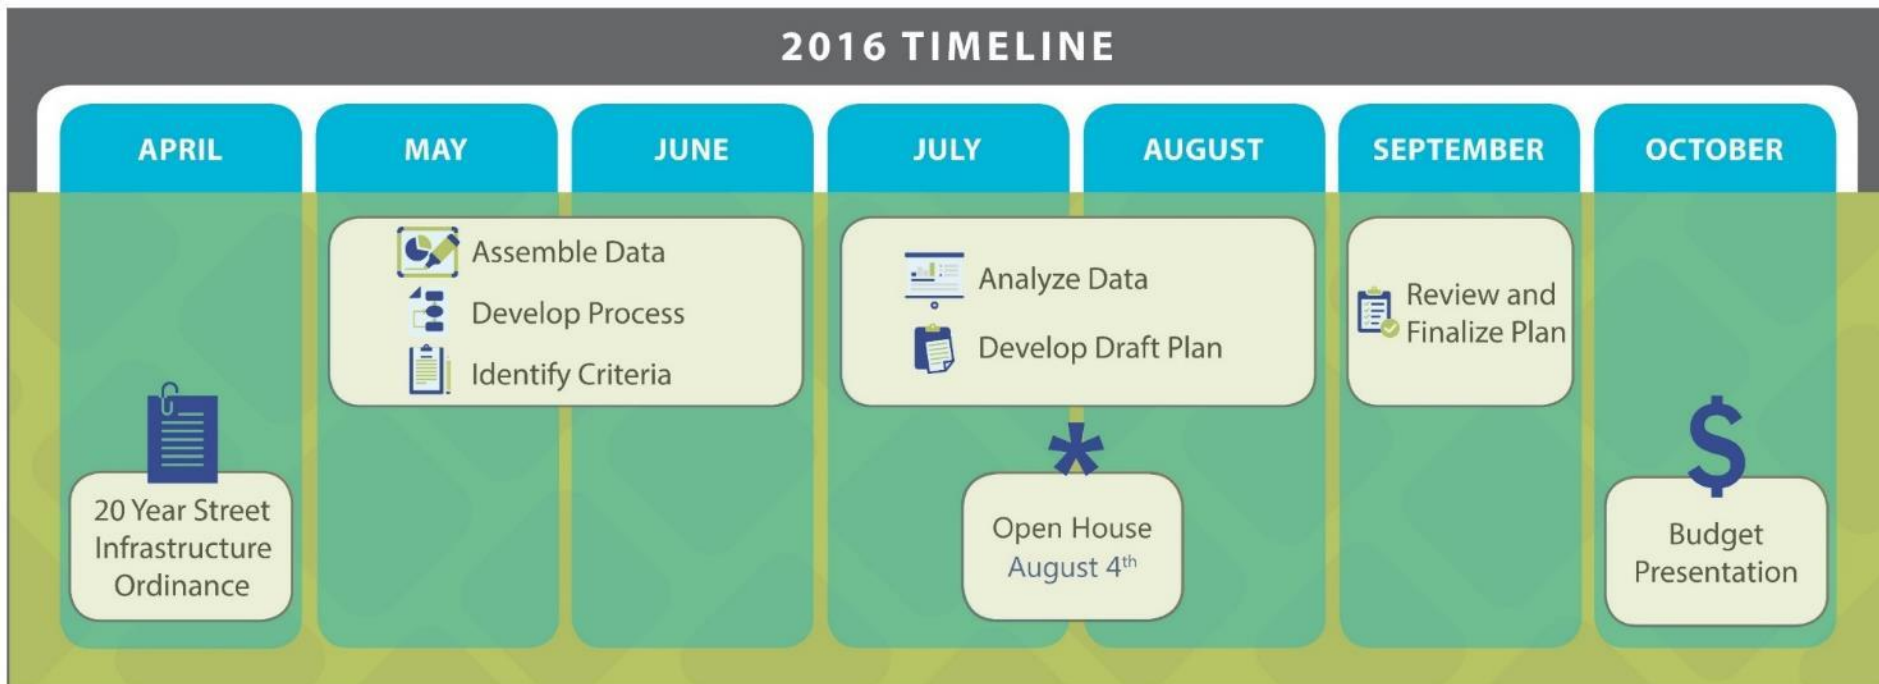 2016 TIMELINE
APRIL
MAY
JUNE
JULY
AUGUST
SEPTEMBER
OCTOBER
Assemble Data
Develop Process
Identify Criteria
Analyze Data
Develop Draft Plan
Review and
Finalize Plan
20 Year Street
Infrastructure
Ordinance
*
Open House
August 4th
$
Budget
Presentation